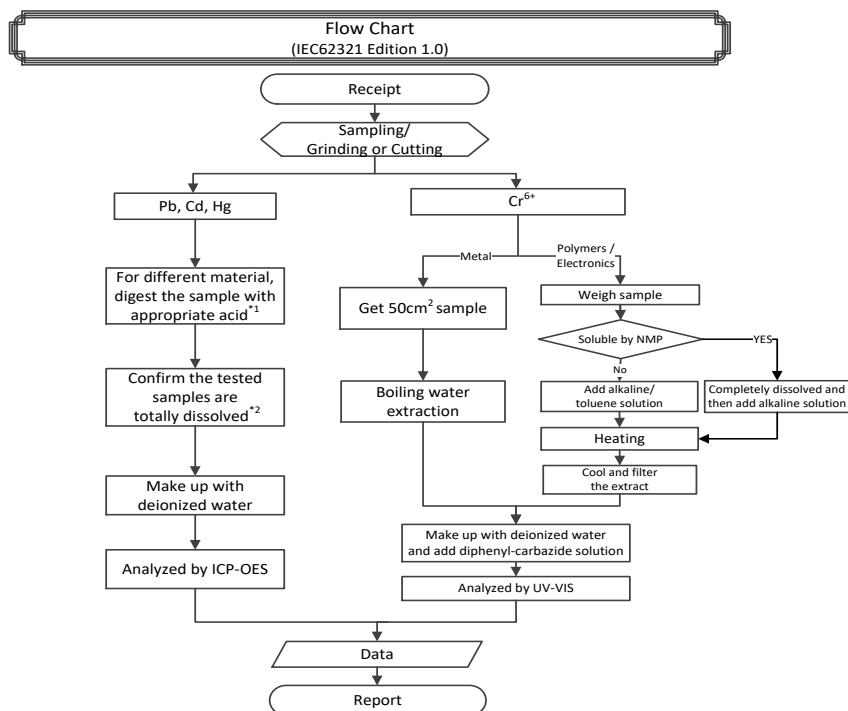 Flow Chart
(IEC62321 Edition 1.0)
Receipt
Sampling/
Grinding or Cutting
Pb, Cd, Hg
Cr⁶⁺
Metal
Polymers /
Electronics
For different material,
digest the sample with
appropriate acid*¹
Get 50cm² sample
Weigh sample
Soluble by NMP
YES
No
Confirm the tested
samples are
totally dissolved*²
Boiling water
extraction
Add alkaline/
toluene solution
Completely dissolved and
then add alkaline solution
Heating
Cool and filter
the extract
Make up with
deionized water
Make up with deionized water
and add diphenyl-carbazide solution
Analyzed by ICP-OES
Analyzed by UV-VIS
Data
Report